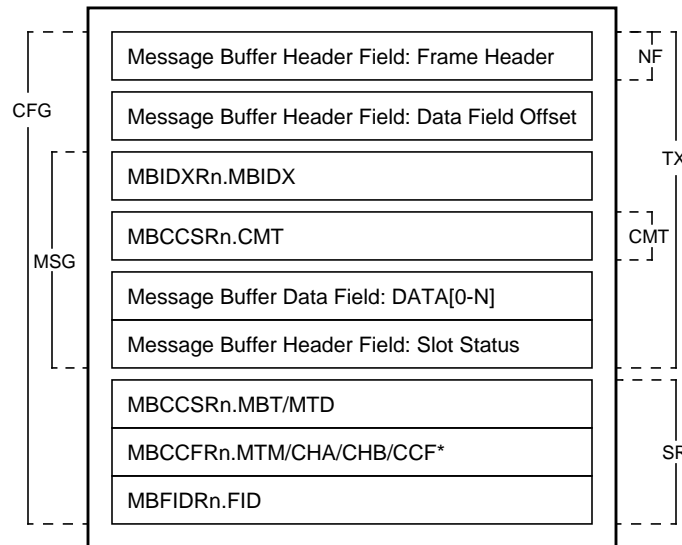 Message Buffer Header Field: Frame Header
NF
CFG
Message Buffer Header Field: Data Field Offset
TX
MBIDXRn.MBIDX
MBCCSRn.CMT
CMT
MSG
Message Buffer Data Field: DATA[0-N]
Message Buffer Header Field: Slot Status
MBCCSRn.MBT/MTD
MBCCFRn.MTM/CHA/CHB/CCF*
SR
MBFIDRn.FID